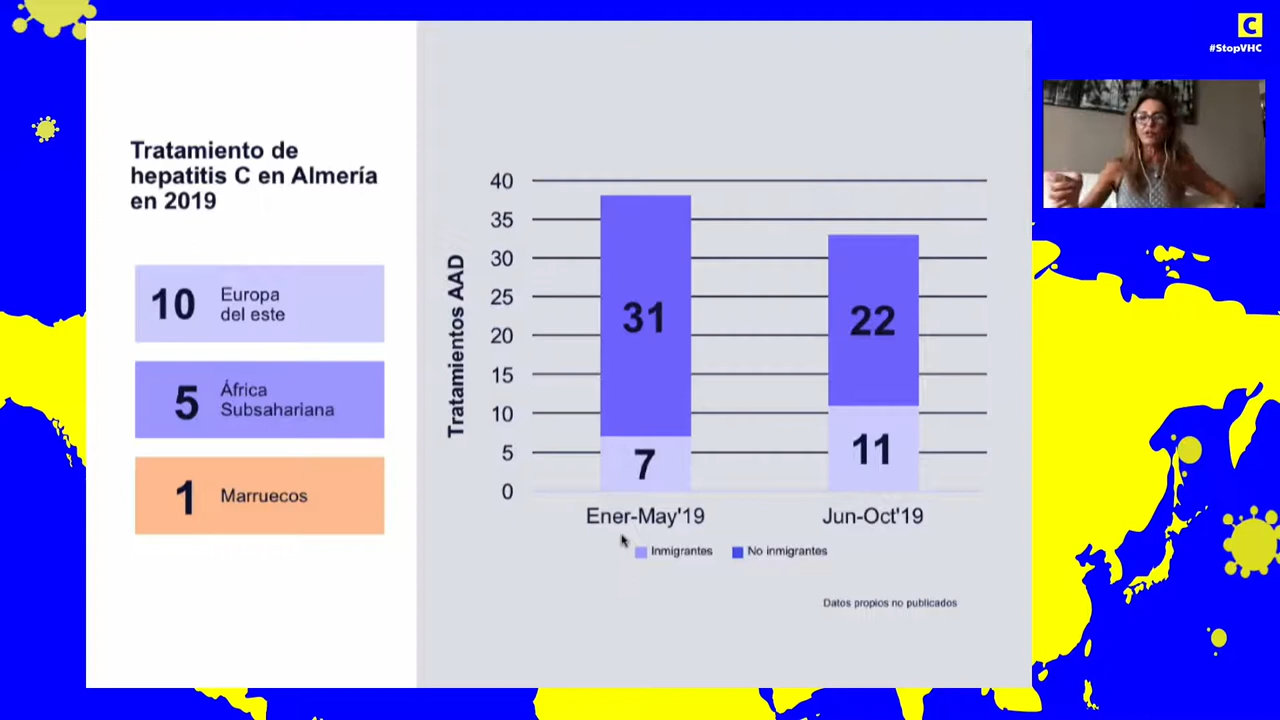 C
#StopVHC
Tratamiento de
hepatitis C en Almería
en 2019
10
Europa
del este
5
África
Subsahariana
1
Marruecos
Tratamientos AAD
40
35
30
25
20
15
10
5
0
31
7
22
11
Ener-May'19
Jun-Oct'19
Inmigrantes
No inmigrantes
Datos propios no publicados